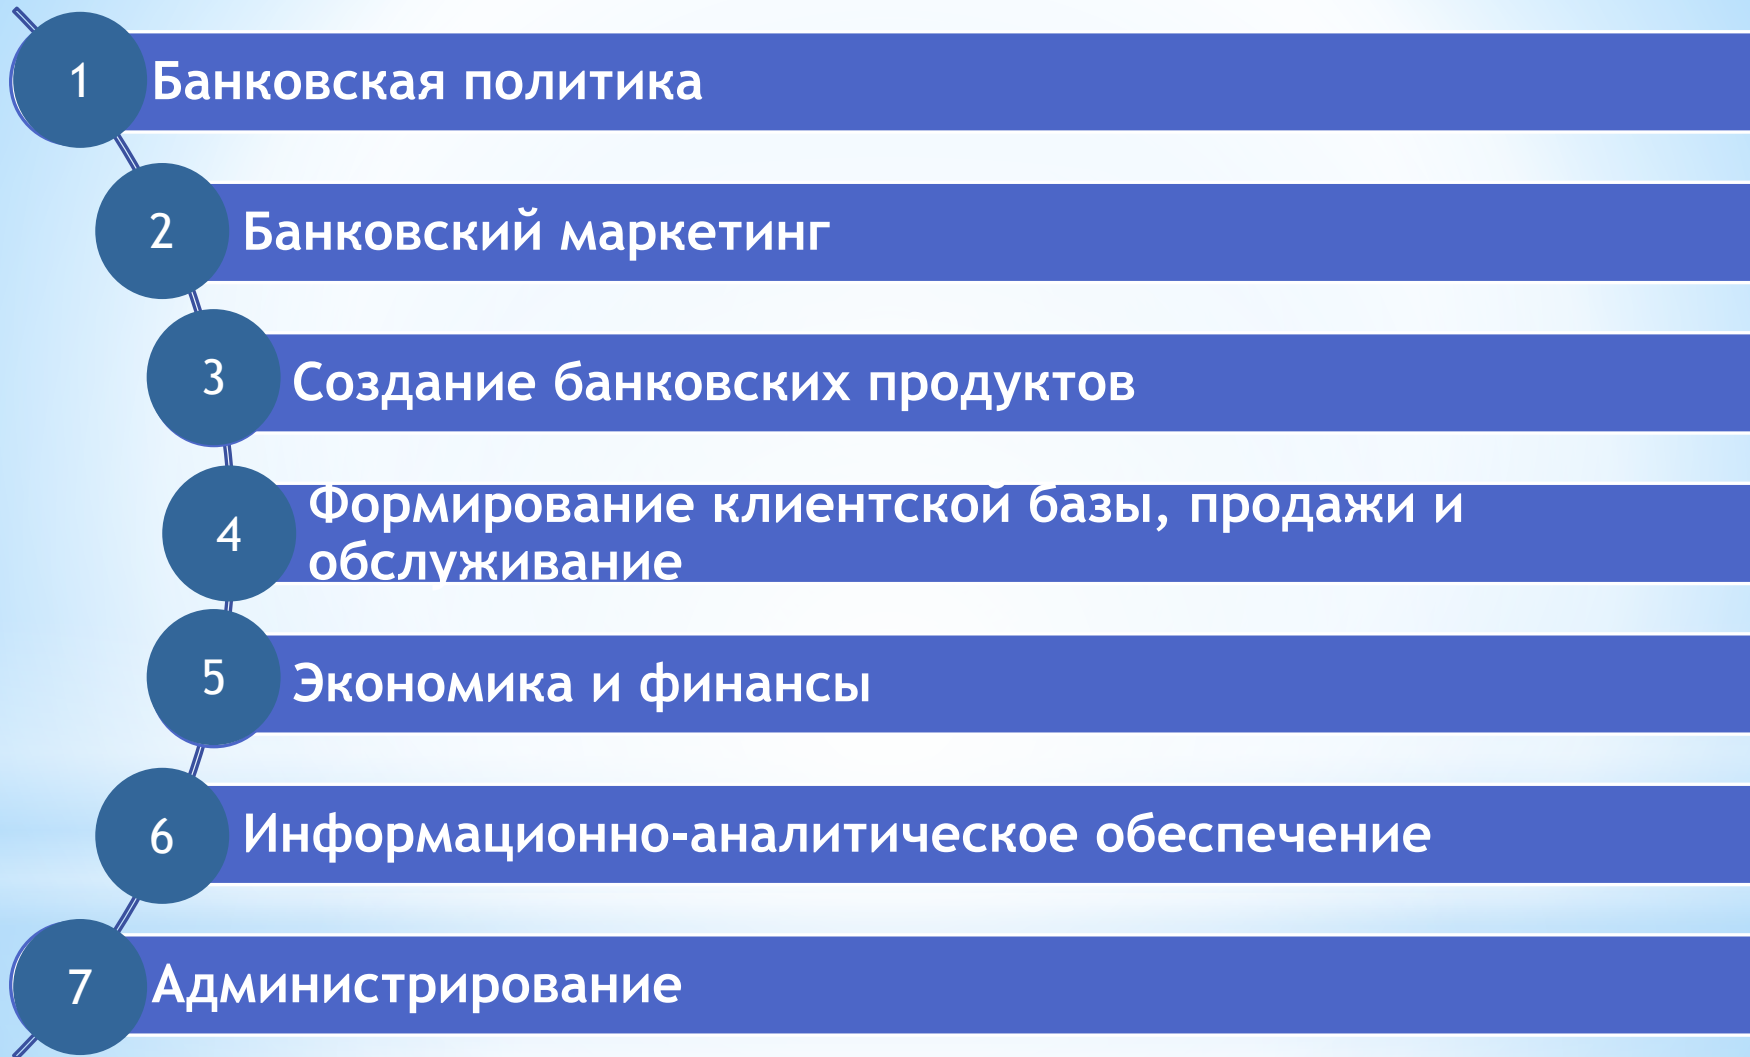 1 Банковская политика
2 Банковский маркетинг
3 Создание банковских продуктов
4 Формирование клиентской базы, продажи и
обслуживание
5 Экономика и финансы
6 Информационно-аналитическое обеспечение
7 Администрирование